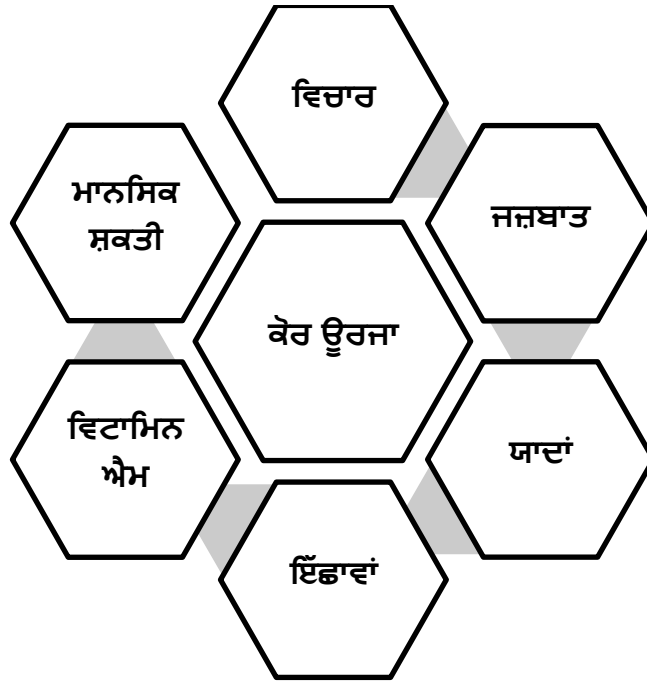 ਵਿਚਾਰ
ਜਜ਼ਬਾਤ
ਯਾਦਾਂ
ਇੱਛਾਵਾਂ
ਵਿਟਾਮਿਨ
ਐਮ
ਮਾਨਸਿਕ
ਸ਼ਕਤੀ
ਕੋਰ ਊਰਜਾ